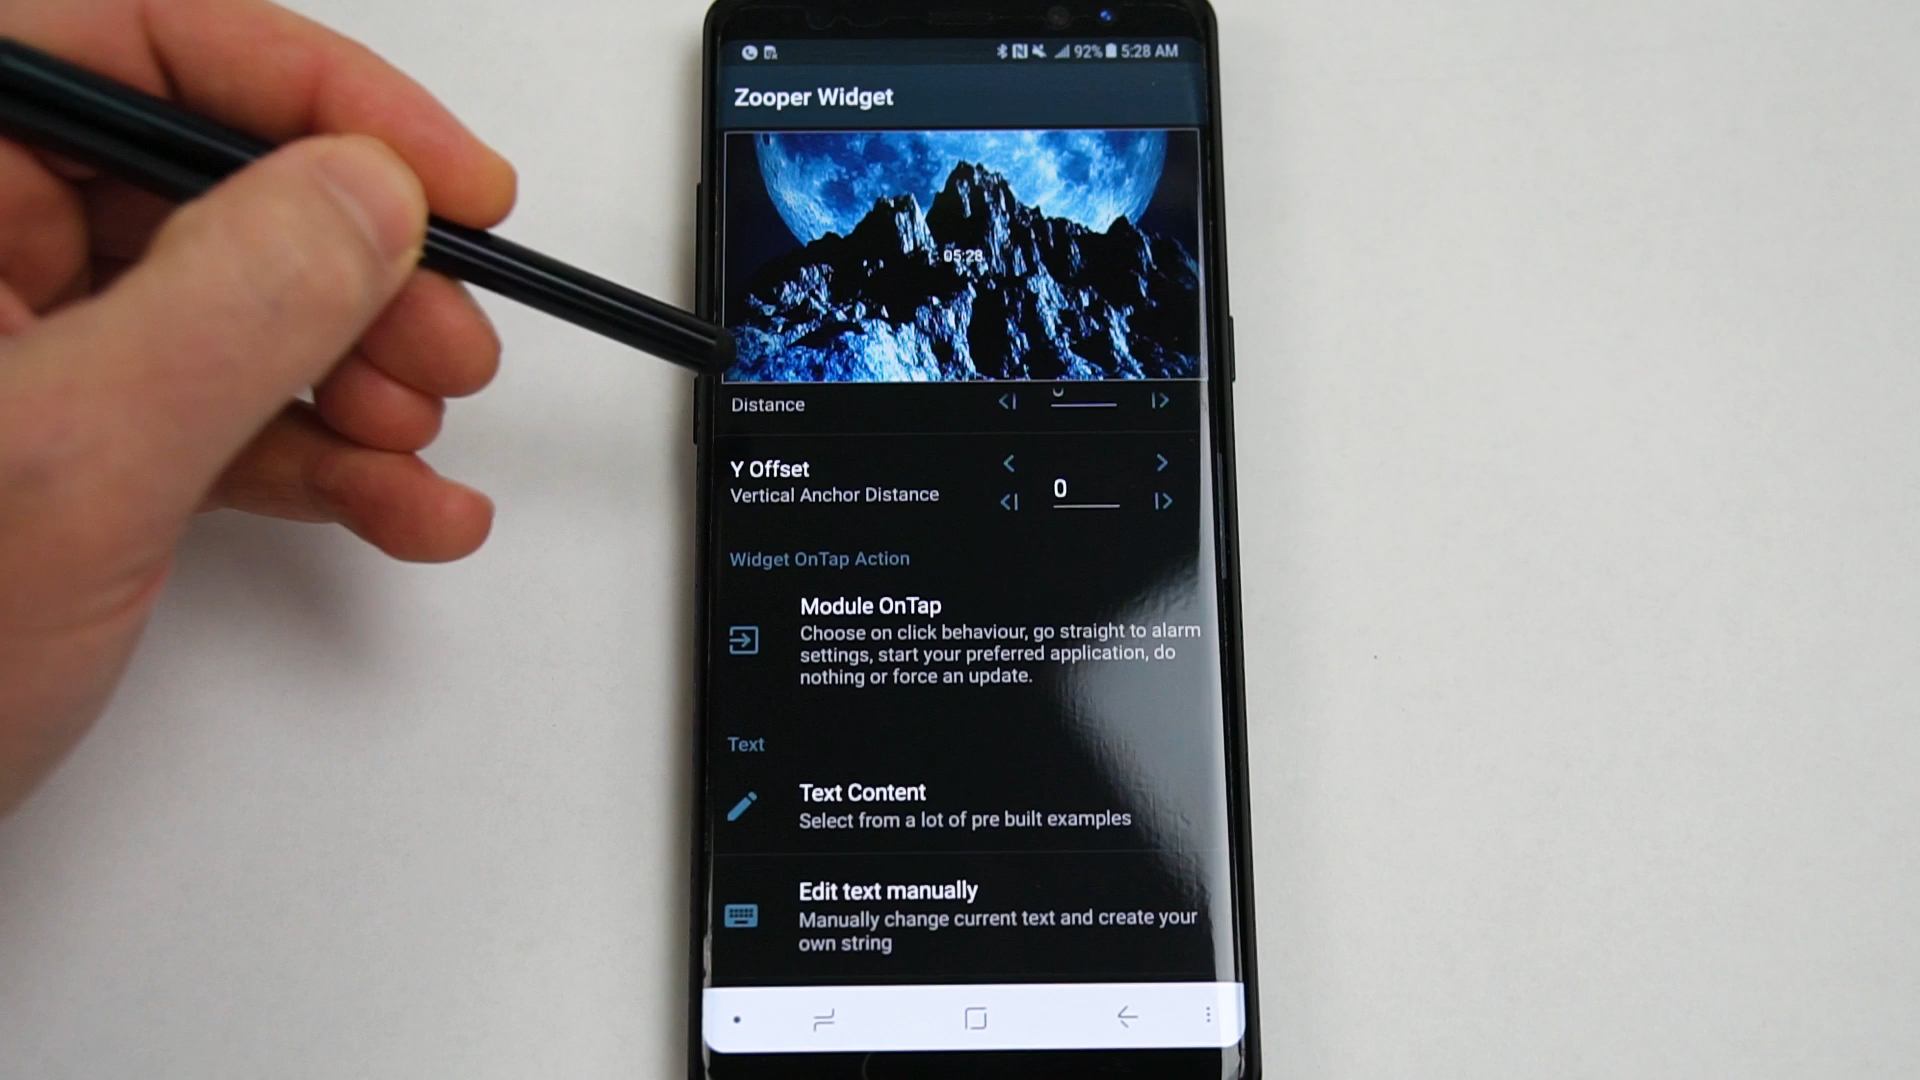 92% 5:28 AM
Zooper Widget
05:28
Distance
Y Offset
Vertical Anchor Distance
0
Widget OnTap Action
Module OnTap
Choose on click behaviour, go straight to alarm
settings, start your preferred application, do
nothing or force an update.
Text
Text Content
Select from a lot of pre built examples
Edit text manually
Manually change current text and create your
own string